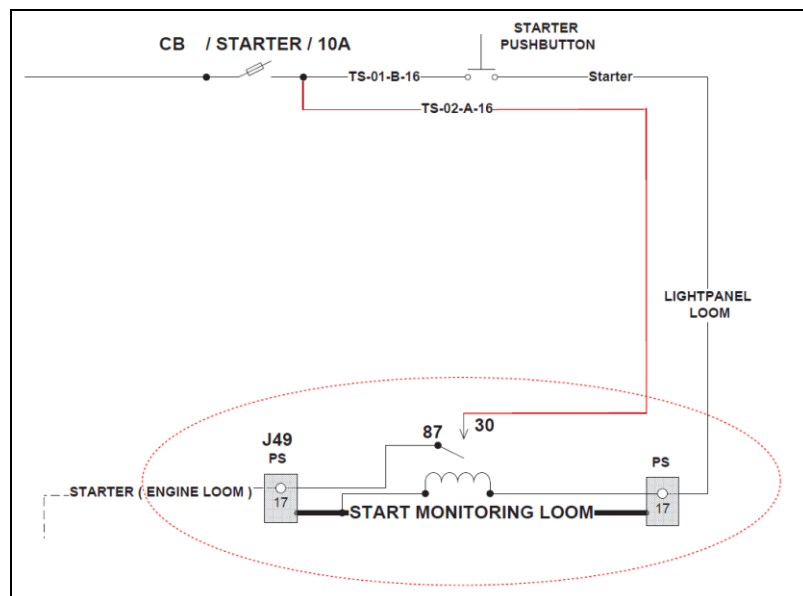 STARTER
PUSHBUTTON
CB / STARTER / 10A
TS-01-B-16
Starter
TS-02-A-16
LIGHTPANEL
LOOM
87
30
J49
PS
PS
STARTER ( ENGINE LOOM )
17
17
START MONITORING LOOM